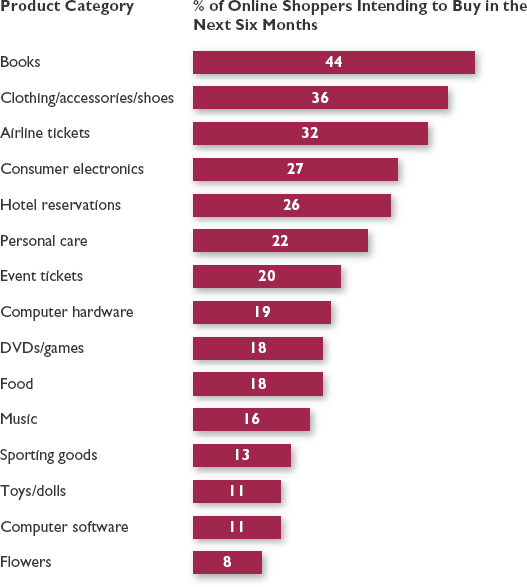 Product Category % of Online Shoppers Intending to Buy in the
Next Six Months
Books 44
Clothing/accessories/shoes 36
Airline tickets 32
Consumer electronics 27
Hotel reservations 26
Personal care 22
Event tickets 20
Computer hardware 19
DVDs/games 18
Food 18
Music 16
Sporting goods 13
Toys/dolls 11
Computer software 11
Flowers 8